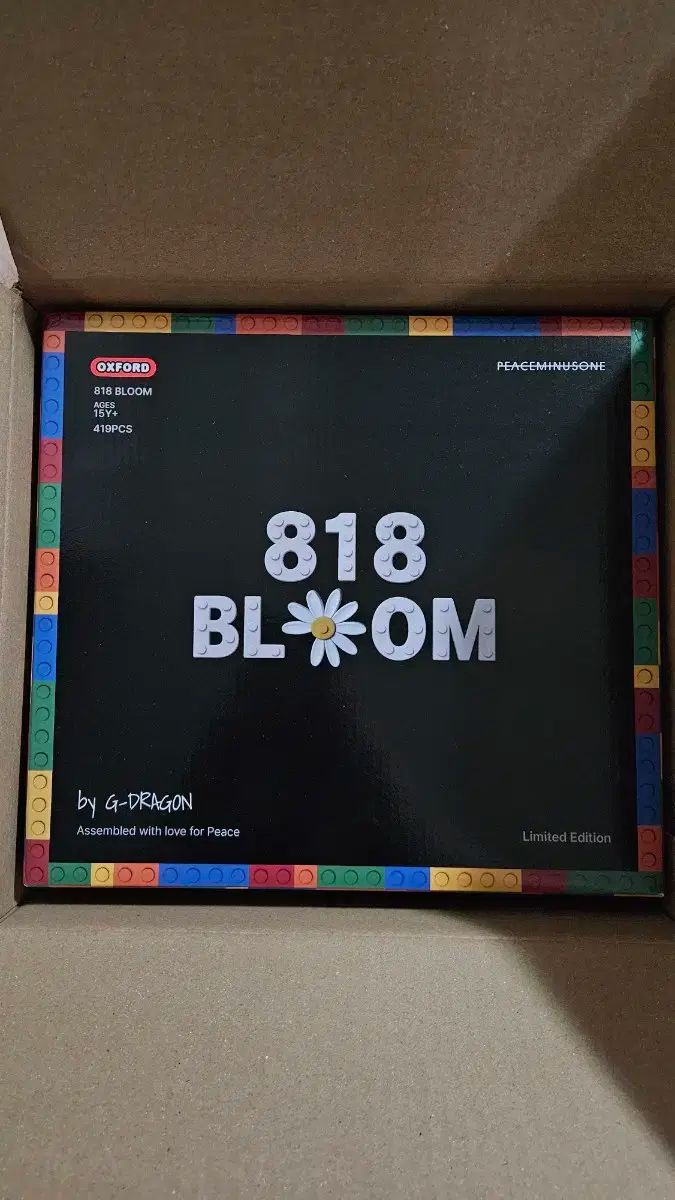 OXFORD
PEACEMINUSONE
818 BLOOM
AGES
15Y+
419PCS
818
BLOOM
by G-DRAGON
Assembled with love for Peace
Limited Edition